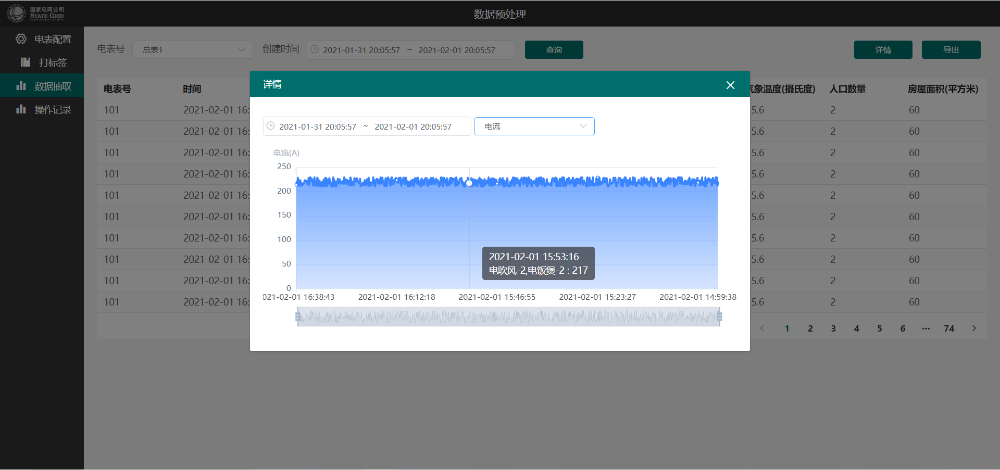 国家电网公司
STATE GRID
CORPORATION OF CHINA
数据预处理
电表配置
打标签
数据抽取
操作记录
电表号 总表1 创建时间 2021-01-31 20:05:57 ~ 2021-02-01 20:05:57 查询 详情 导出
电表号 时间 气象温度(摄氏度) 人口数量 房屋面积(平方米)
101 2021-02-01 16: 5.6 2 60
101 2021-02-01 16: 5.6 2 60
101 2021-02-01 16: 5.6 2 60
101 2021-02-01 16: 5.6 2 60
101 2021-02-01 16: 5.6 2 60
101 2021-02-01 16: 5.6 2 60
101 2021-02-01 16: 5.6 2 60
101 2021-02-01 16: 5.6 2 60
101 2021-02-01 16: 5.6 2 60
101 2021-02-01 16: 5.6 2 60
1 2 3 4 5 6 ··· 74
详情
2021-01-31 20:05:57 ~ 2021-02-01 20:05:57 电流
电流(A)
250
200
150
100
50
0
2021-02-01 15:53:16
电吹风-2,电饭煲-2 : 217
021-02-01 16:38:43 2021-02-01 16:12:18 2021-02-01 15:46:55 2021-02-01 15:23:27 2021-02-01 14:59:38